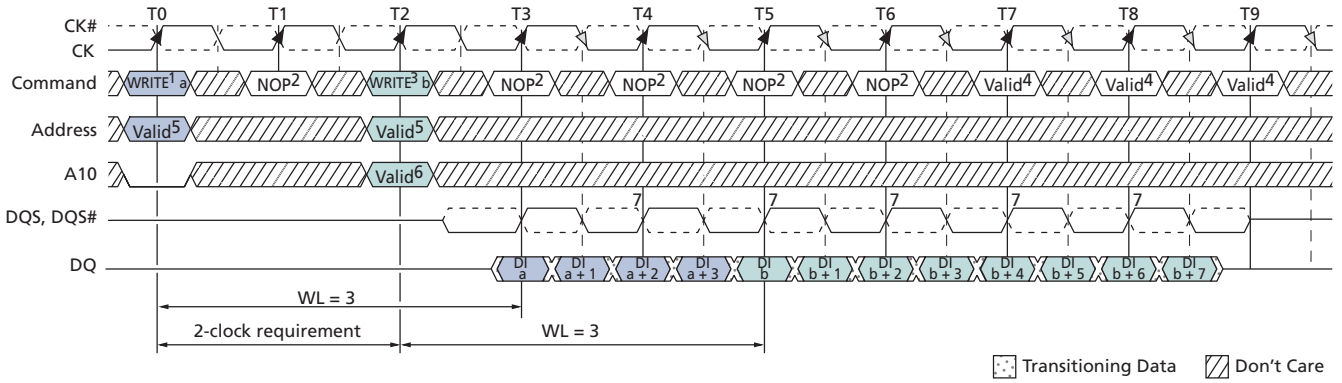 T0 T1 T2 T3 T4 T5 T6 T7 T8 T9
CK#
CK
Command WRITE1 a NOP2 WRITE3 b NOP2 NOP2 NOP2 NOP2 Valid4 Valid4 Valid4
Address Valid5 Valid5
A10 Valid6
7 7 7 7 7
DQS, DQS#
DQ DI a DI a + 1 DI a + 2 DI a + 3 DI b DI b + 1 DI b + 2 DI b + 3 DI b + 4 DI b + 5 DI b + 6 DI b + 7
WL = 3
2-clock requirement WL = 3
Transitioning Data Don't Care